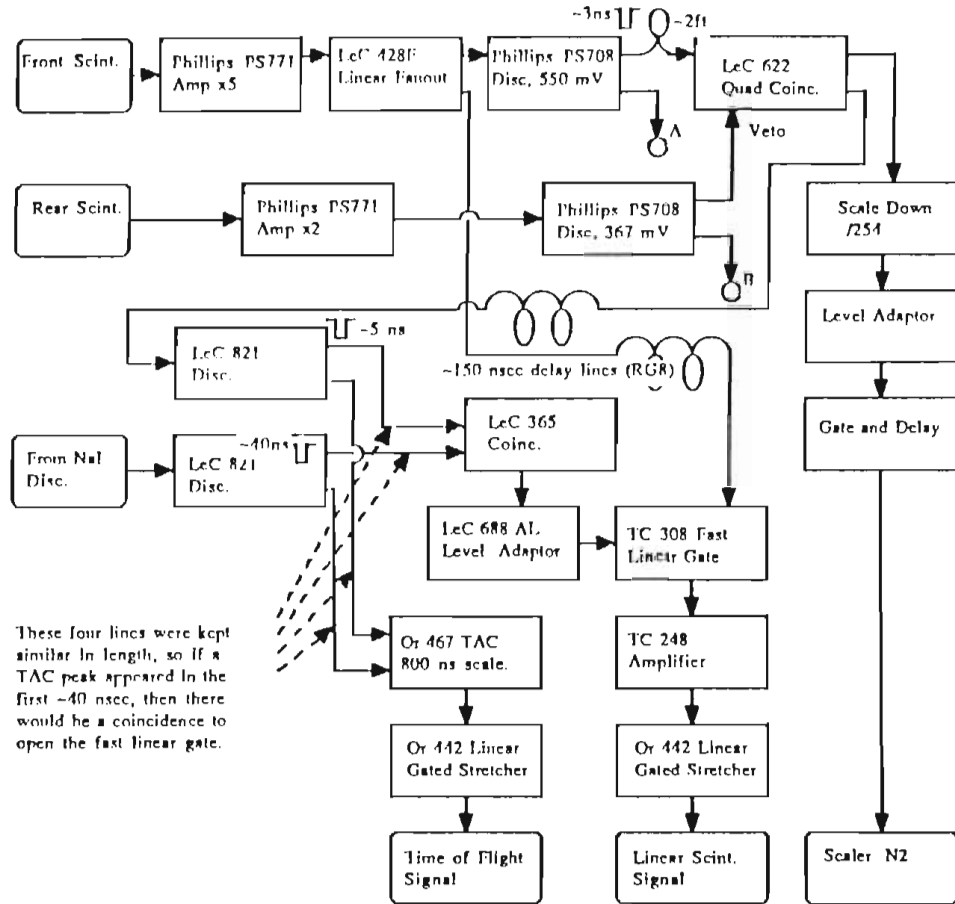 ~3ns
~2ft
Front Scint.
Phillips PS771
Amp x5
LeC 428F
Linear Fanout
Phillips PS708
Disc, 550 mV
LeC 622
Quad Coinc.
A
Veto
Rear Scint.
Phillips PS771
Amp x2
Phillips PS708
Disc, 367 mV
Scale Down
/254
B
Level Adaptor
~5 ns
LeC 821
Disc.
~150 nsec delay lines (RG8)
LeC 365
Coinc.
Gate and Delay
From NaI
Disc.
~40ns
LeC 821
Disc.
LeC 688 AL
Level Adaptor
TC 308 Fast
Linear Gate
These four lines were kept
similar in length, so if a
TAC peak appeared in the
first ~40 nsec, then there
would be a coincidence to
open the fast linear gate.
Or 467 TAC
800 ns scale.
TC 248
Amplifier
Or 442 Linear
Gated Stretcher
Or 442 Linear
Gated Stretcher
Time of Flight
Signal
Linear Scint.
Signal
Scaler N2